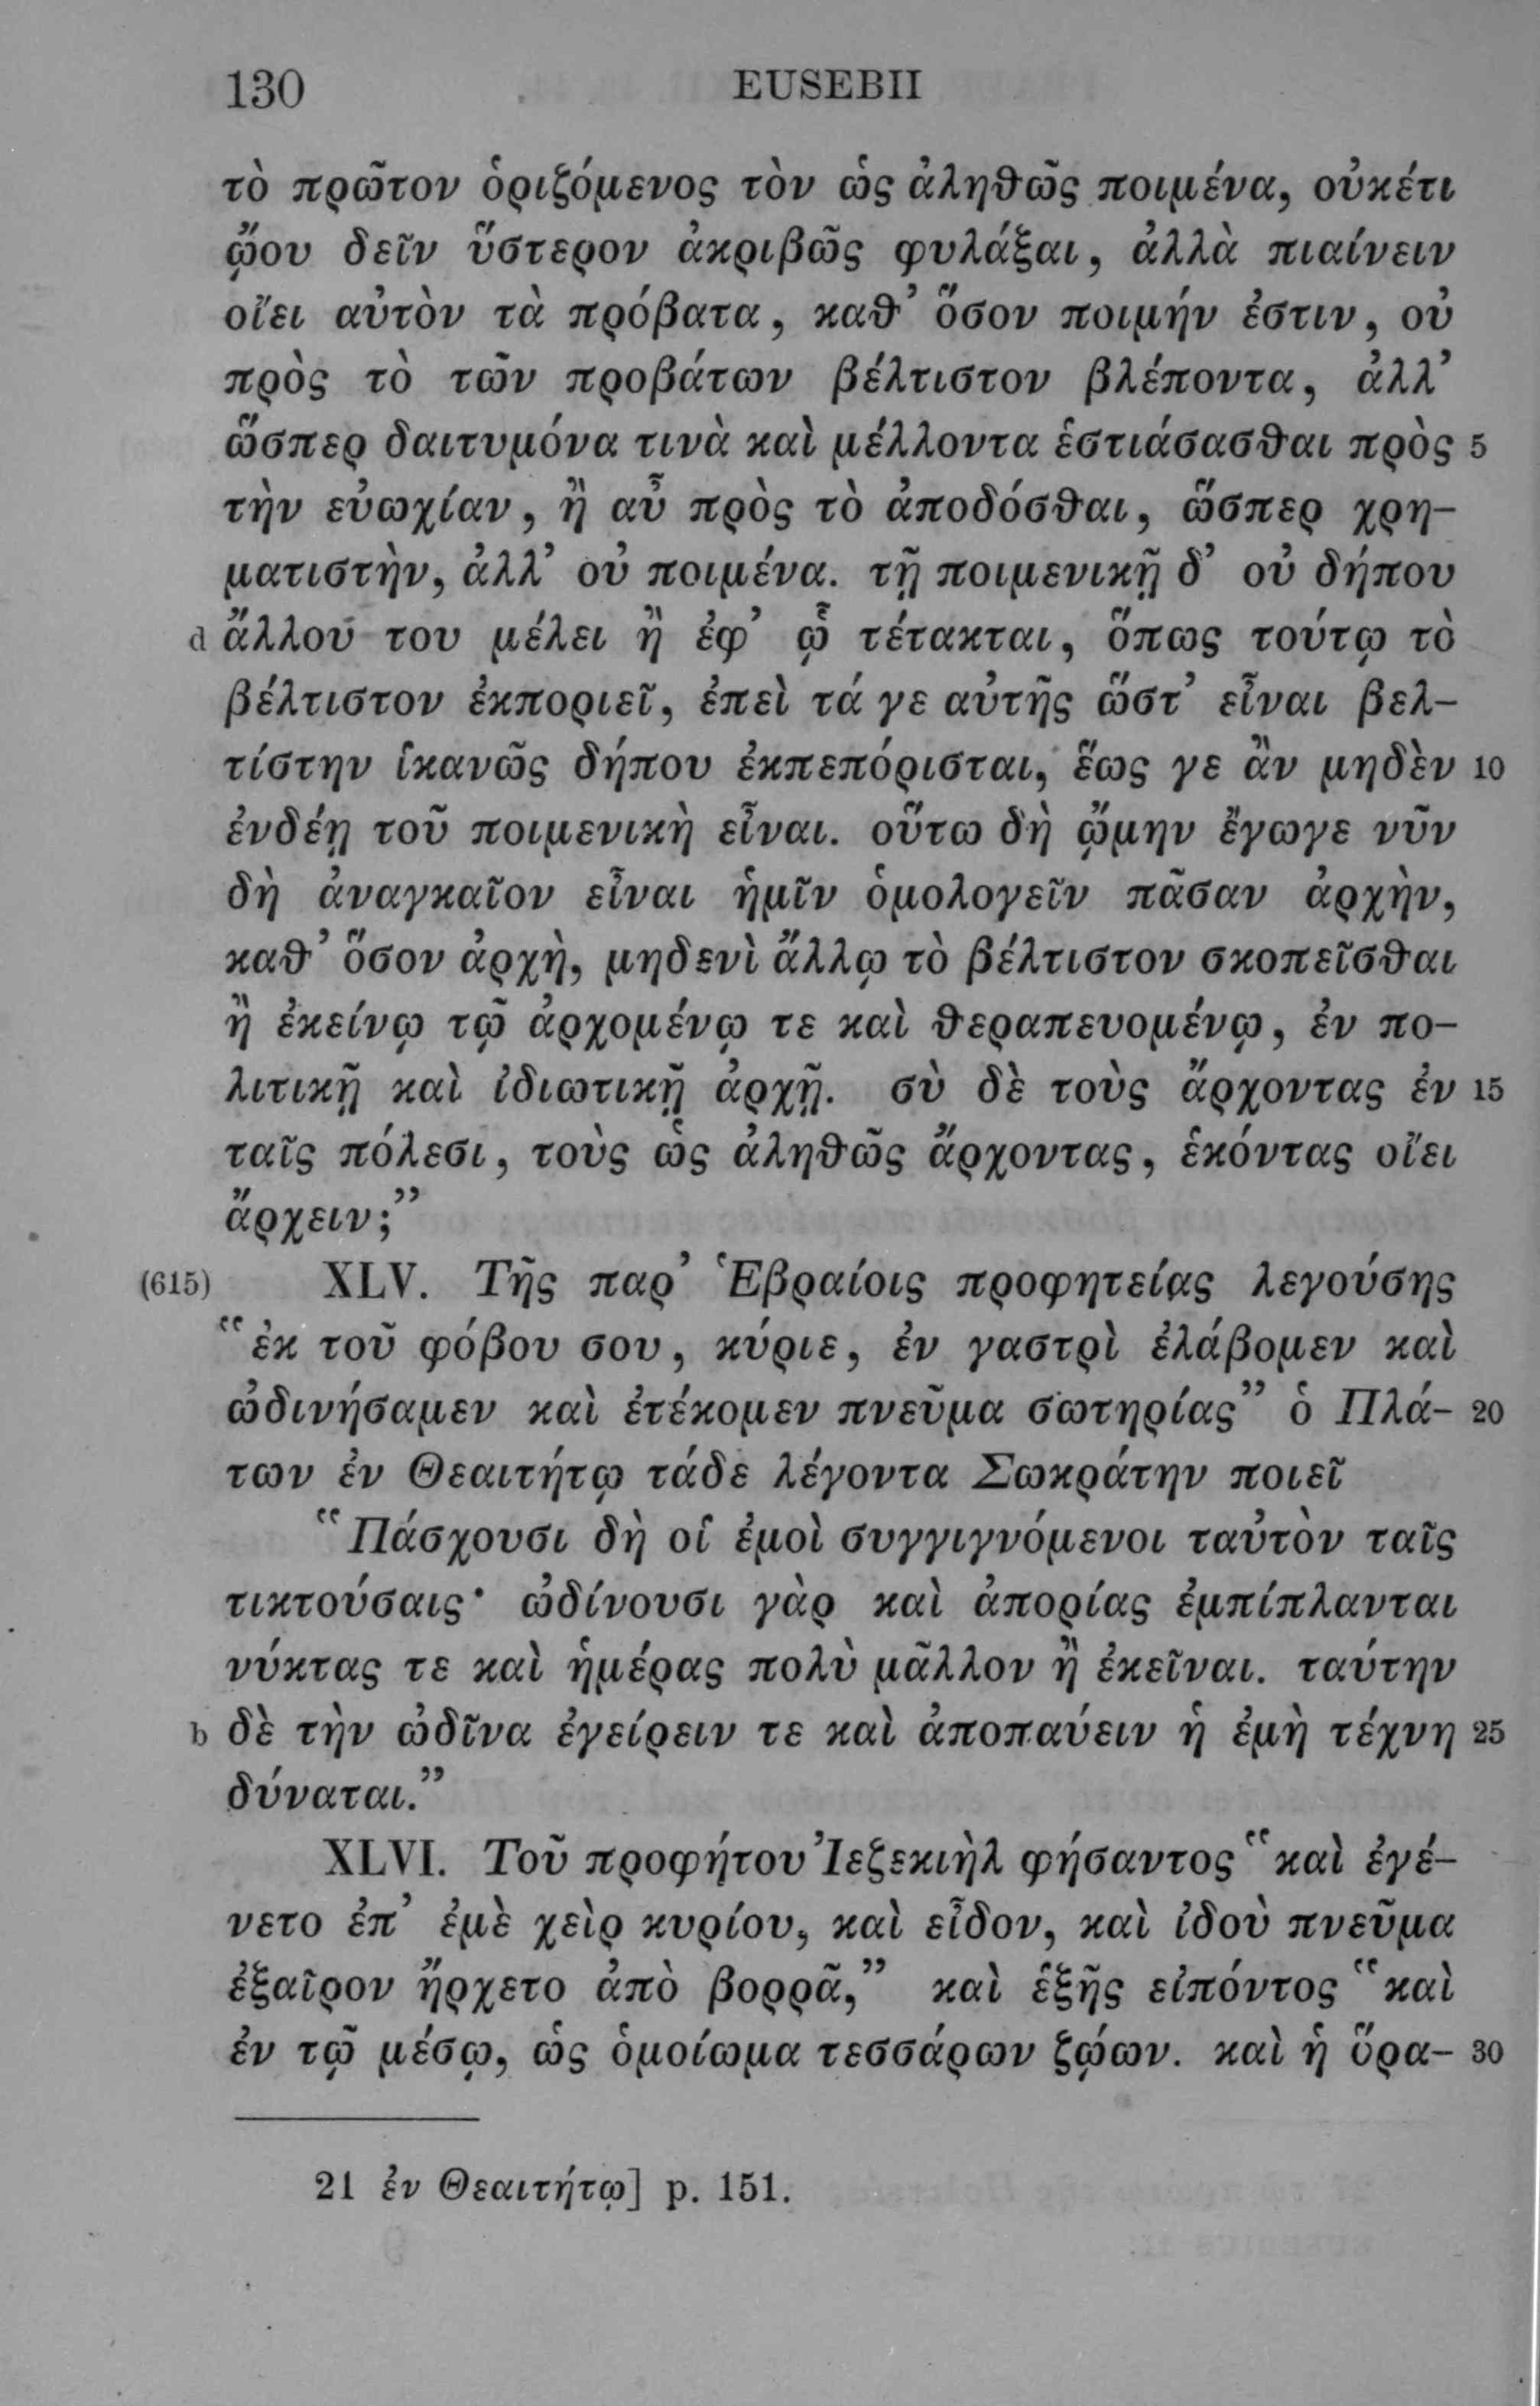 130 EUSEBII
τὸ πρῶτον ὁριζόμενος τὸν ὡς ἀληθῶς ποιμένα, οὐκέτι
ᾤου δεῖν ὕστερον ἀκριβῶς φυλάξαι, ἀλλὰ πιαίνειν
οἴει αὐτὸν τὰ πρόβατα, καθ’ ὅσον ποιμήν ἐστιν, οὐ
πρὸς τὸ τῶν προβάτων βέλτιστον βλέποντα, ἀλλ’
ὥσπερ δαιτυμόνα τινὰ καὶ μέλλοντα ἑστιάσασθαι πρὸς 5
τὴν εὐωχίαν, ἢ αὖ πρὸς τὸ ἀποδόσθαι, ὥσπερ χρη-
ματιστὴν, ἀλλ’ οὐ ποιμένα. τῇ ποιμενικῇ δ’ οὐ δήπου
d ἄλλου του μέλει ἢ ἐφ’ ᾧ τέτακται, ὅπως τούτῳ τὸ
βέλτιστον ἐκποριεῖ, ἐπεὶ τά γε αὐτῆς ὥστ’ εἶναι βελ-
τίστην ἱκανῶς δήπου ἐκπεπόρισται, ἕως γε ἂν μηδὲν 10
ἐνδέῃ τοῦ ποιμενικὴ εἶναι. οὕτω δὴ ᾤμην ἔγωγε νῦν
δὴ ἀναγκαῖον εἶναι ἡμῖν ὁμολογεῖν πᾶσαν ἀρχὴν,
καθ’ ὅσον ἀρχὴ, μηδενὶ ἄλλῳ τὸ βέλτιστον σκοπεῖσθαι
ἢ ἐκείνῳ τῷ ἀρχομένῳ τε καὶ θεραπευομένῳ, ἐν πο-
λιτικῇ καὶ ἰδιωτικῇ ἀρχῇ. σὺ δὲ τοὺς ἄρχοντας ἐν 15
ταῖς πόλεσι, τοὺς ὡς ἀληθῶς ἄρχοντας, ἑκόντας οἴει
ἄρχειν;”
(615) XLV. Τῆς παρ’ Ἑβραίοις προφητείας λεγούσης
“ἐκ τοῦ φόβου σου, κύριε, ἐν γαστρὶ ἐλάβομεν καὶ
ὠδινήσαμεν καὶ ἐτέκομεν πνεῦμα σωτηρίας” ὁ Πλά- 20
των ἐν Θεαιτήτῳ τάδε λέγοντα Σωκράτην ποιεῖ
“Πάσχουσι δὴ οἱ ἐμοὶ συγγιγνόμενοι ταὐτὸν ταῖς
τικτούσαις· ὠδίνουσι γὰρ καὶ ἀπορίας ἐμπίπλανται
νύκτας τε καὶ ἡμέρας πολὺ μᾶλλον ἢ ἐκεῖναι. ταύτην
b δὲ τὴν ὠδῖνα ἐγείρειν τε καὶ ἀποπαύειν ἡ ἐμὴ τέχνη 25
δύναται.”
XLVI. Τοῦ προφήτου Ἰεζεκιὴλ φήσαντος “καὶ ἐγέ-
νετο ἐπ’ ἐμὲ χεὶρ κυρίου, καὶ εἶδον, καὶ ἰδοὺ πνεῦμα
ἐξαῖρον ἤρχετο ἀπὸ βορρᾶ,” καὶ ἑξῆς εἰπόντος “καὶ
ἐν τῷ μέσῳ, ὡς ὁμοίωμα τεσσάρων ζῴων. καὶ ἡ ὅρα- 30
21 ἐν Θεαιτήτῳ] p. 151.